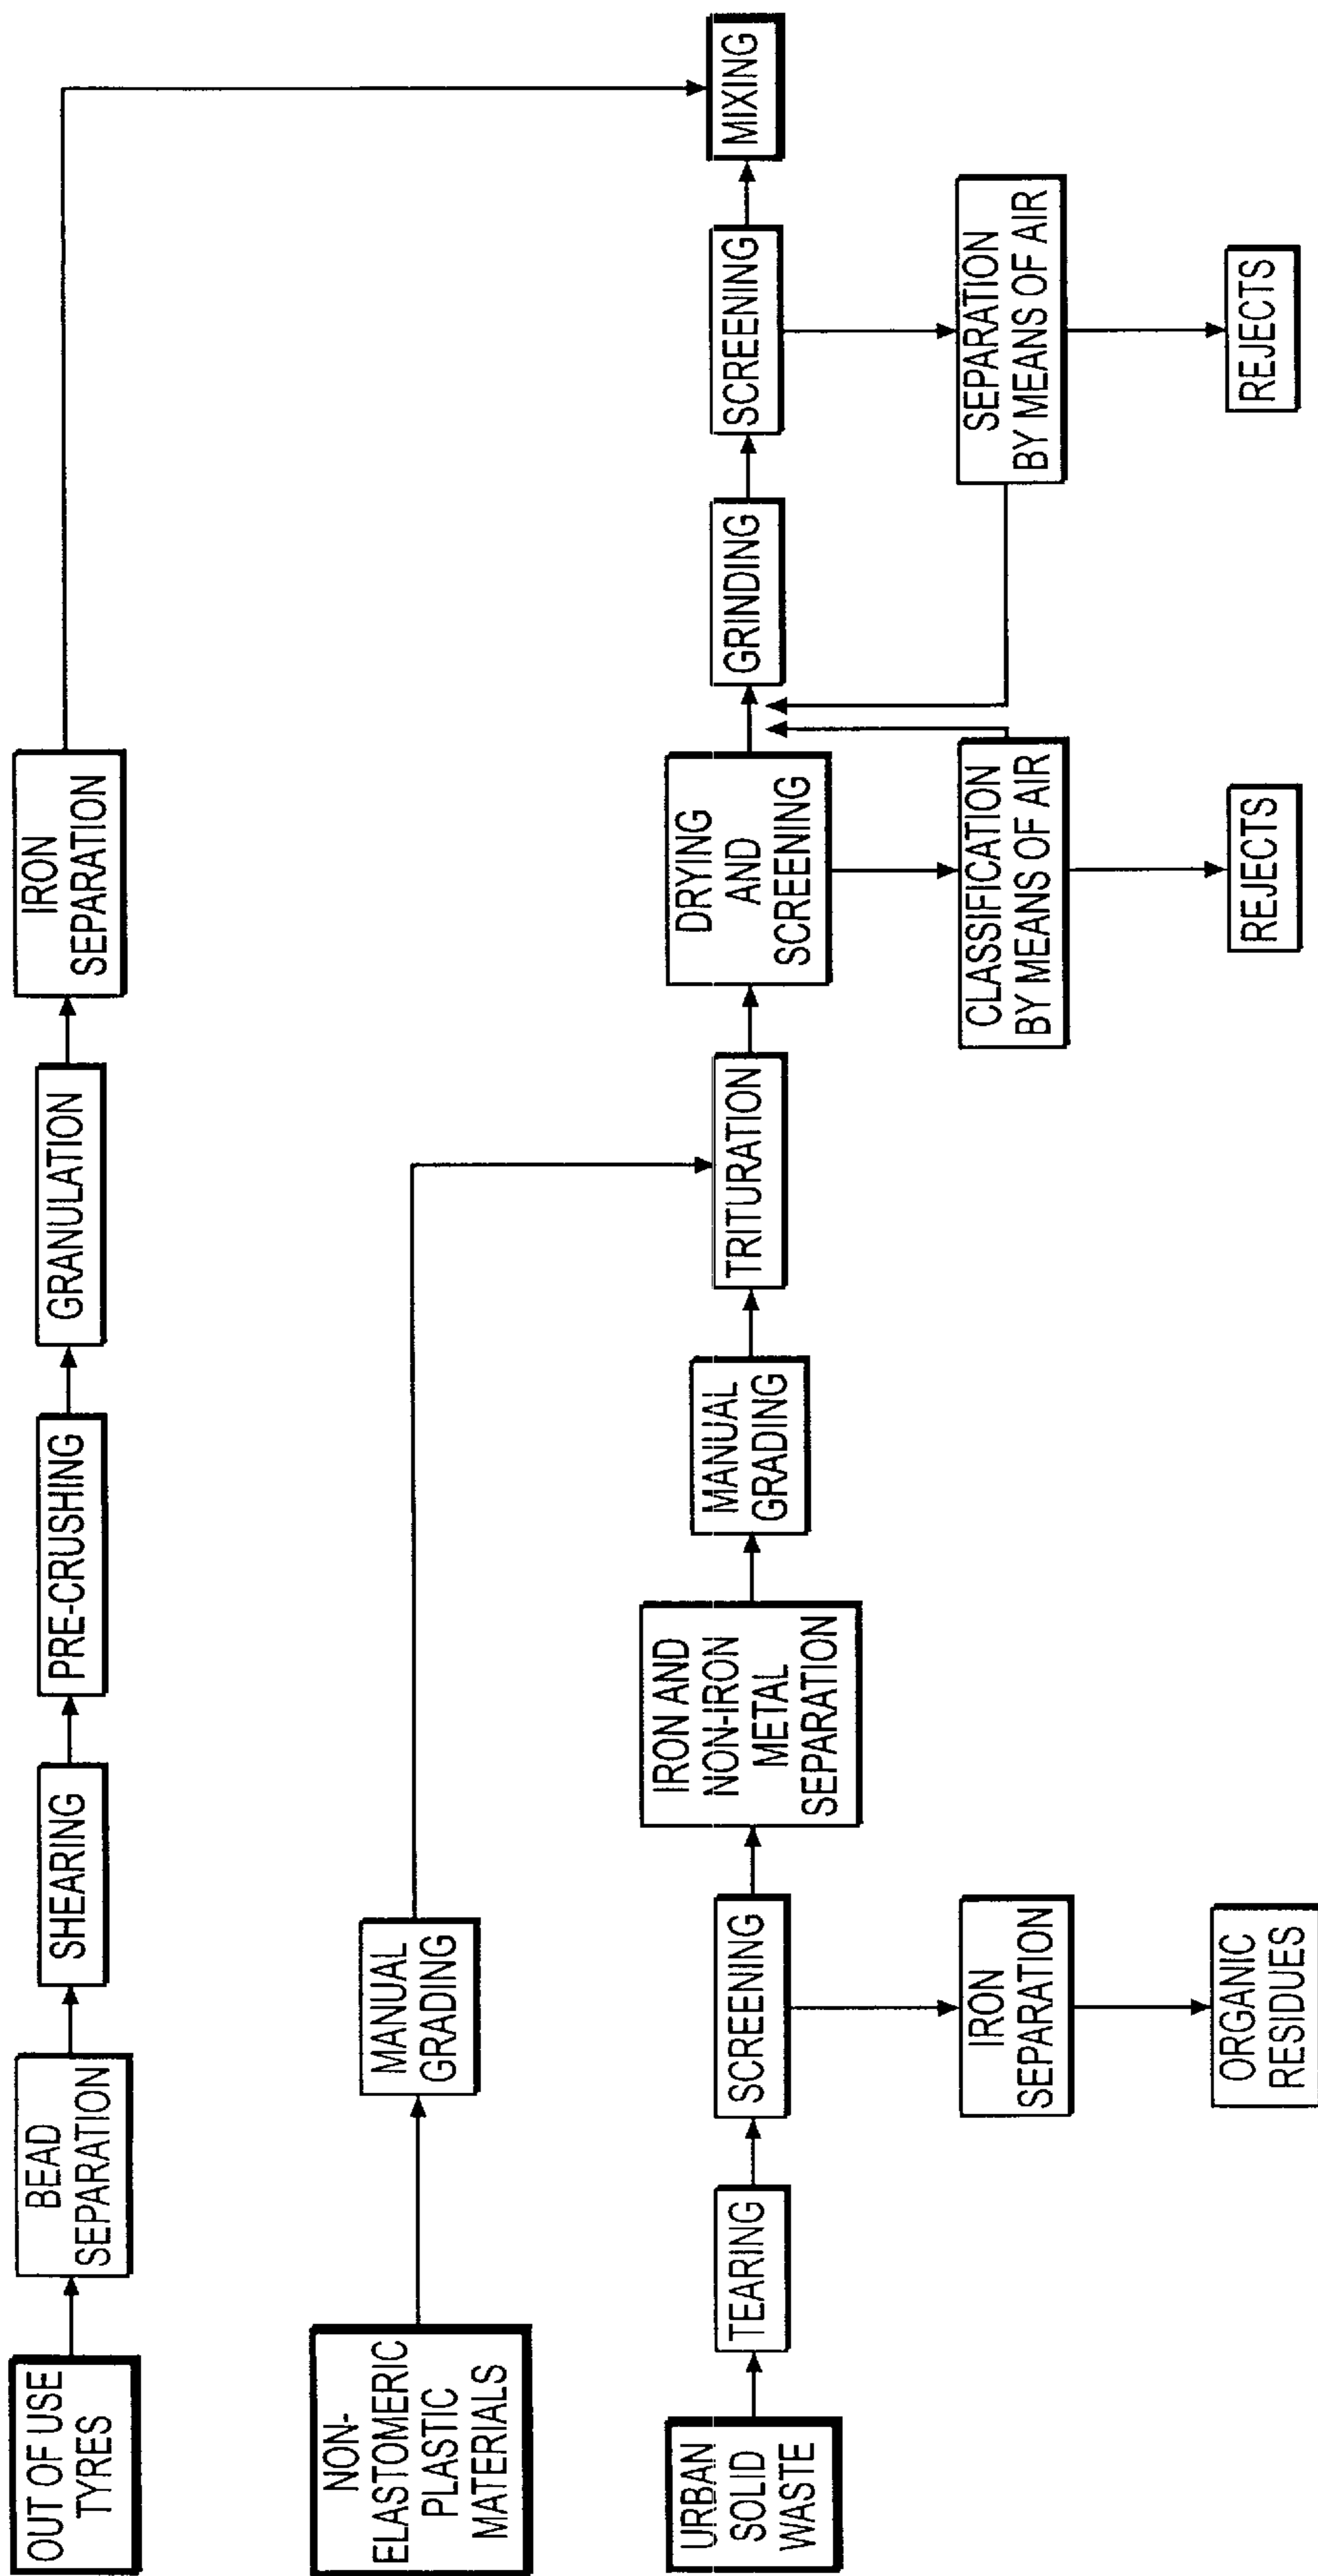 OUT OF USE
TYRES
BEAD
SEPARATION
SHEARING
PRE-CRUSHING
GRANULATION
IRON
SEPARATION
NON-
ELASTOMERIC
PLASTIC
MATERIALS
MANUAL
GRADING
URBAN
SOLID
WASTE
TEARING
SCREENING
IRON AND
NON-IRON
METAL
SEPARATION
MANUAL
GRADING
TRITURATION
DRYING
AND
SCREENING
GRINDING
SCREENING
MIXING
IRON
SEPARATION
CLASSIFICATION
BY MEANS OF AIR
SEPARATION
BY MEANS OF AIR
ORGANIC
RESIDUES
REJECTS
REJECTS